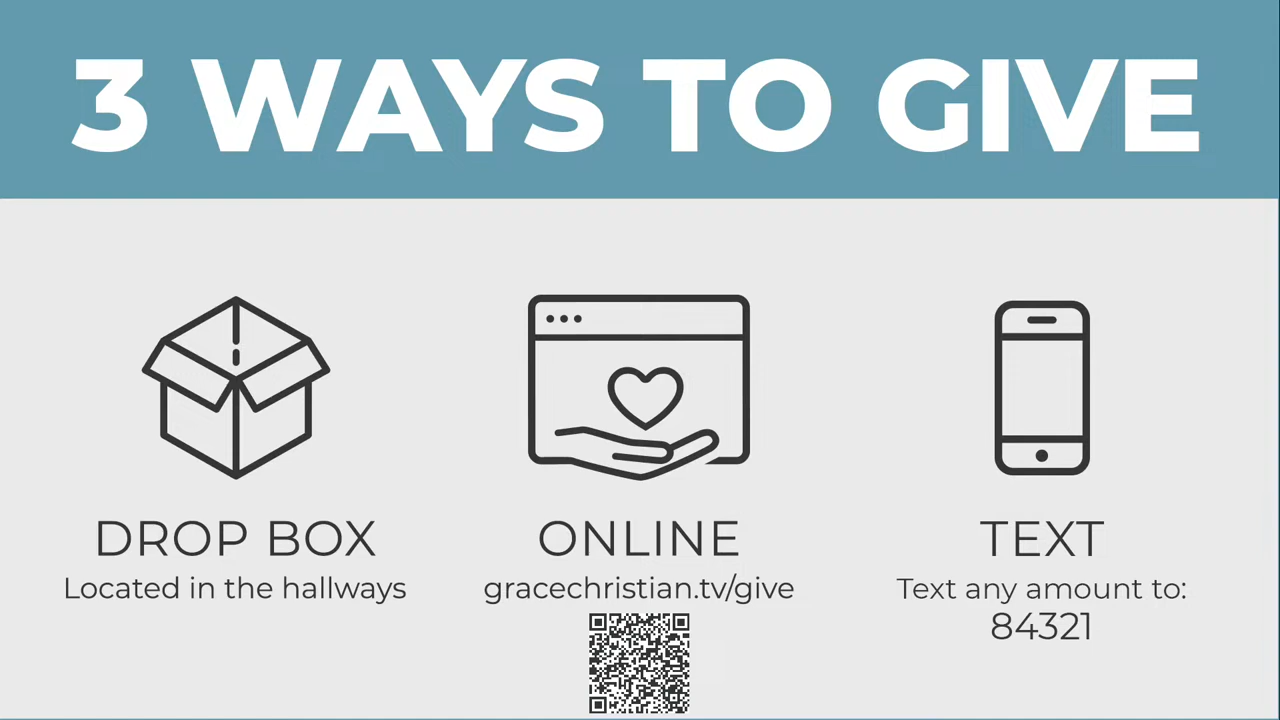 3 WAYS TO GIVE
DROP BOX
Located in the hallways
ONLINE
gracechristian.tv/give
TEXT
Text any amount to:
84321